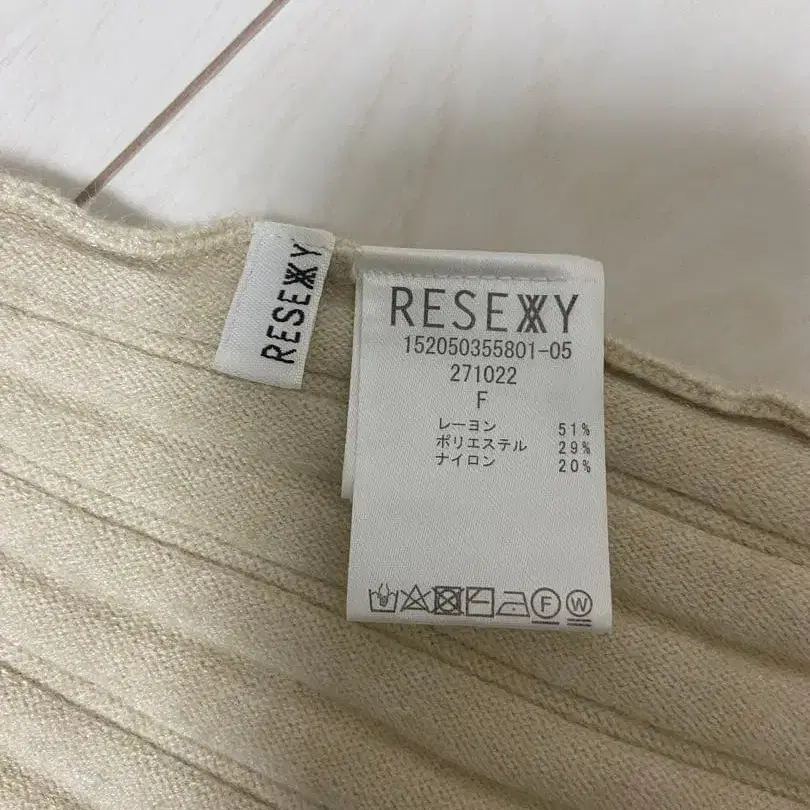 RESEXXY
RESEXXY
152050355801-05
271022
F
レーヨン 51%
ポリエステル 29%
ナイロン 20%
F W